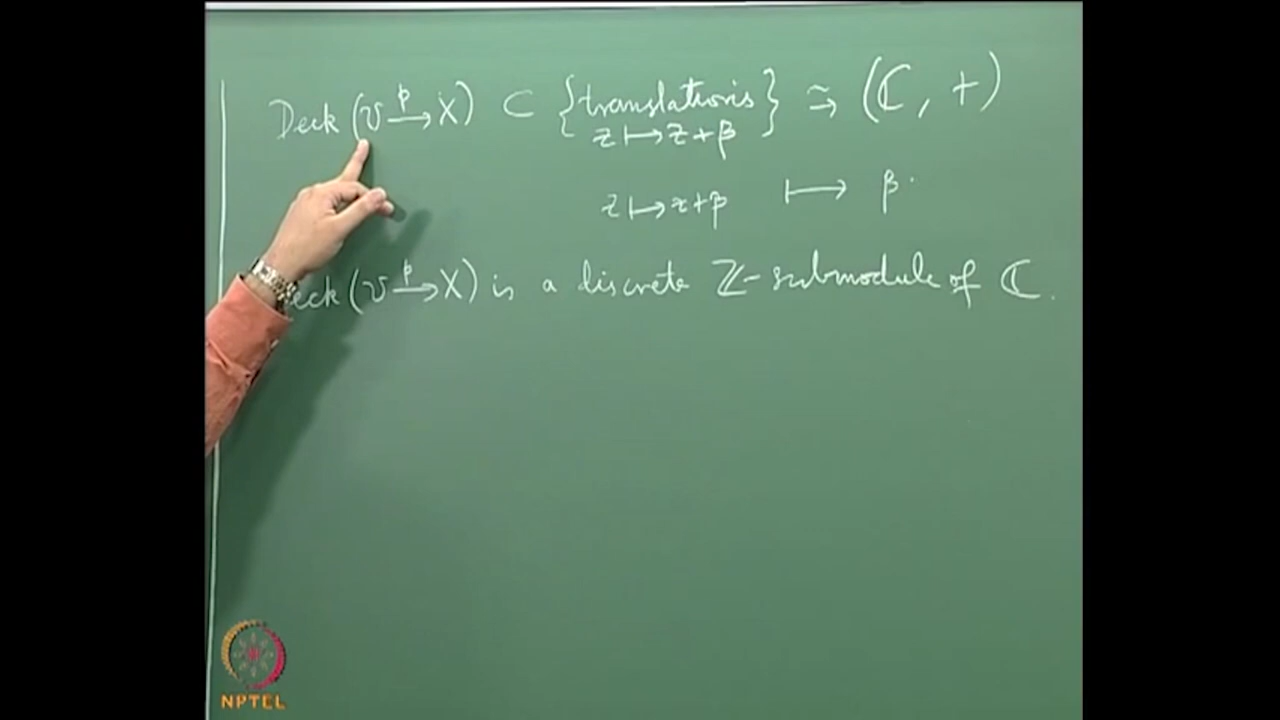 Deck (U p⟶ X) ⊂ {translations z ↦ z + β} ⥲ (ℂ, +)
z ↦ z + β ⟼ β.
eck (U p⟶ X) is a discrete ℤ-submodule of ℂ.
NPTEL